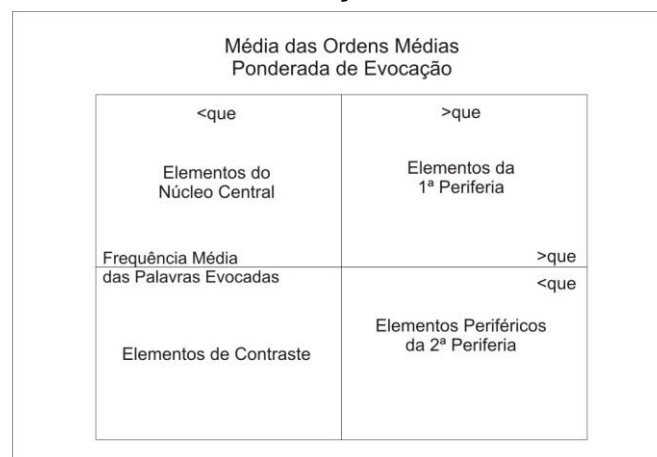 Média das Ordens Médias
Ponderada de Evocação
<que
>que
Elementos do
Núcleo Central
Elementos da
1ª Periferia
Frequência Média
>que
das Palavras Evocadas
<que
Elementos de Contraste
Elementos Periféricos
da 2ª Periferia